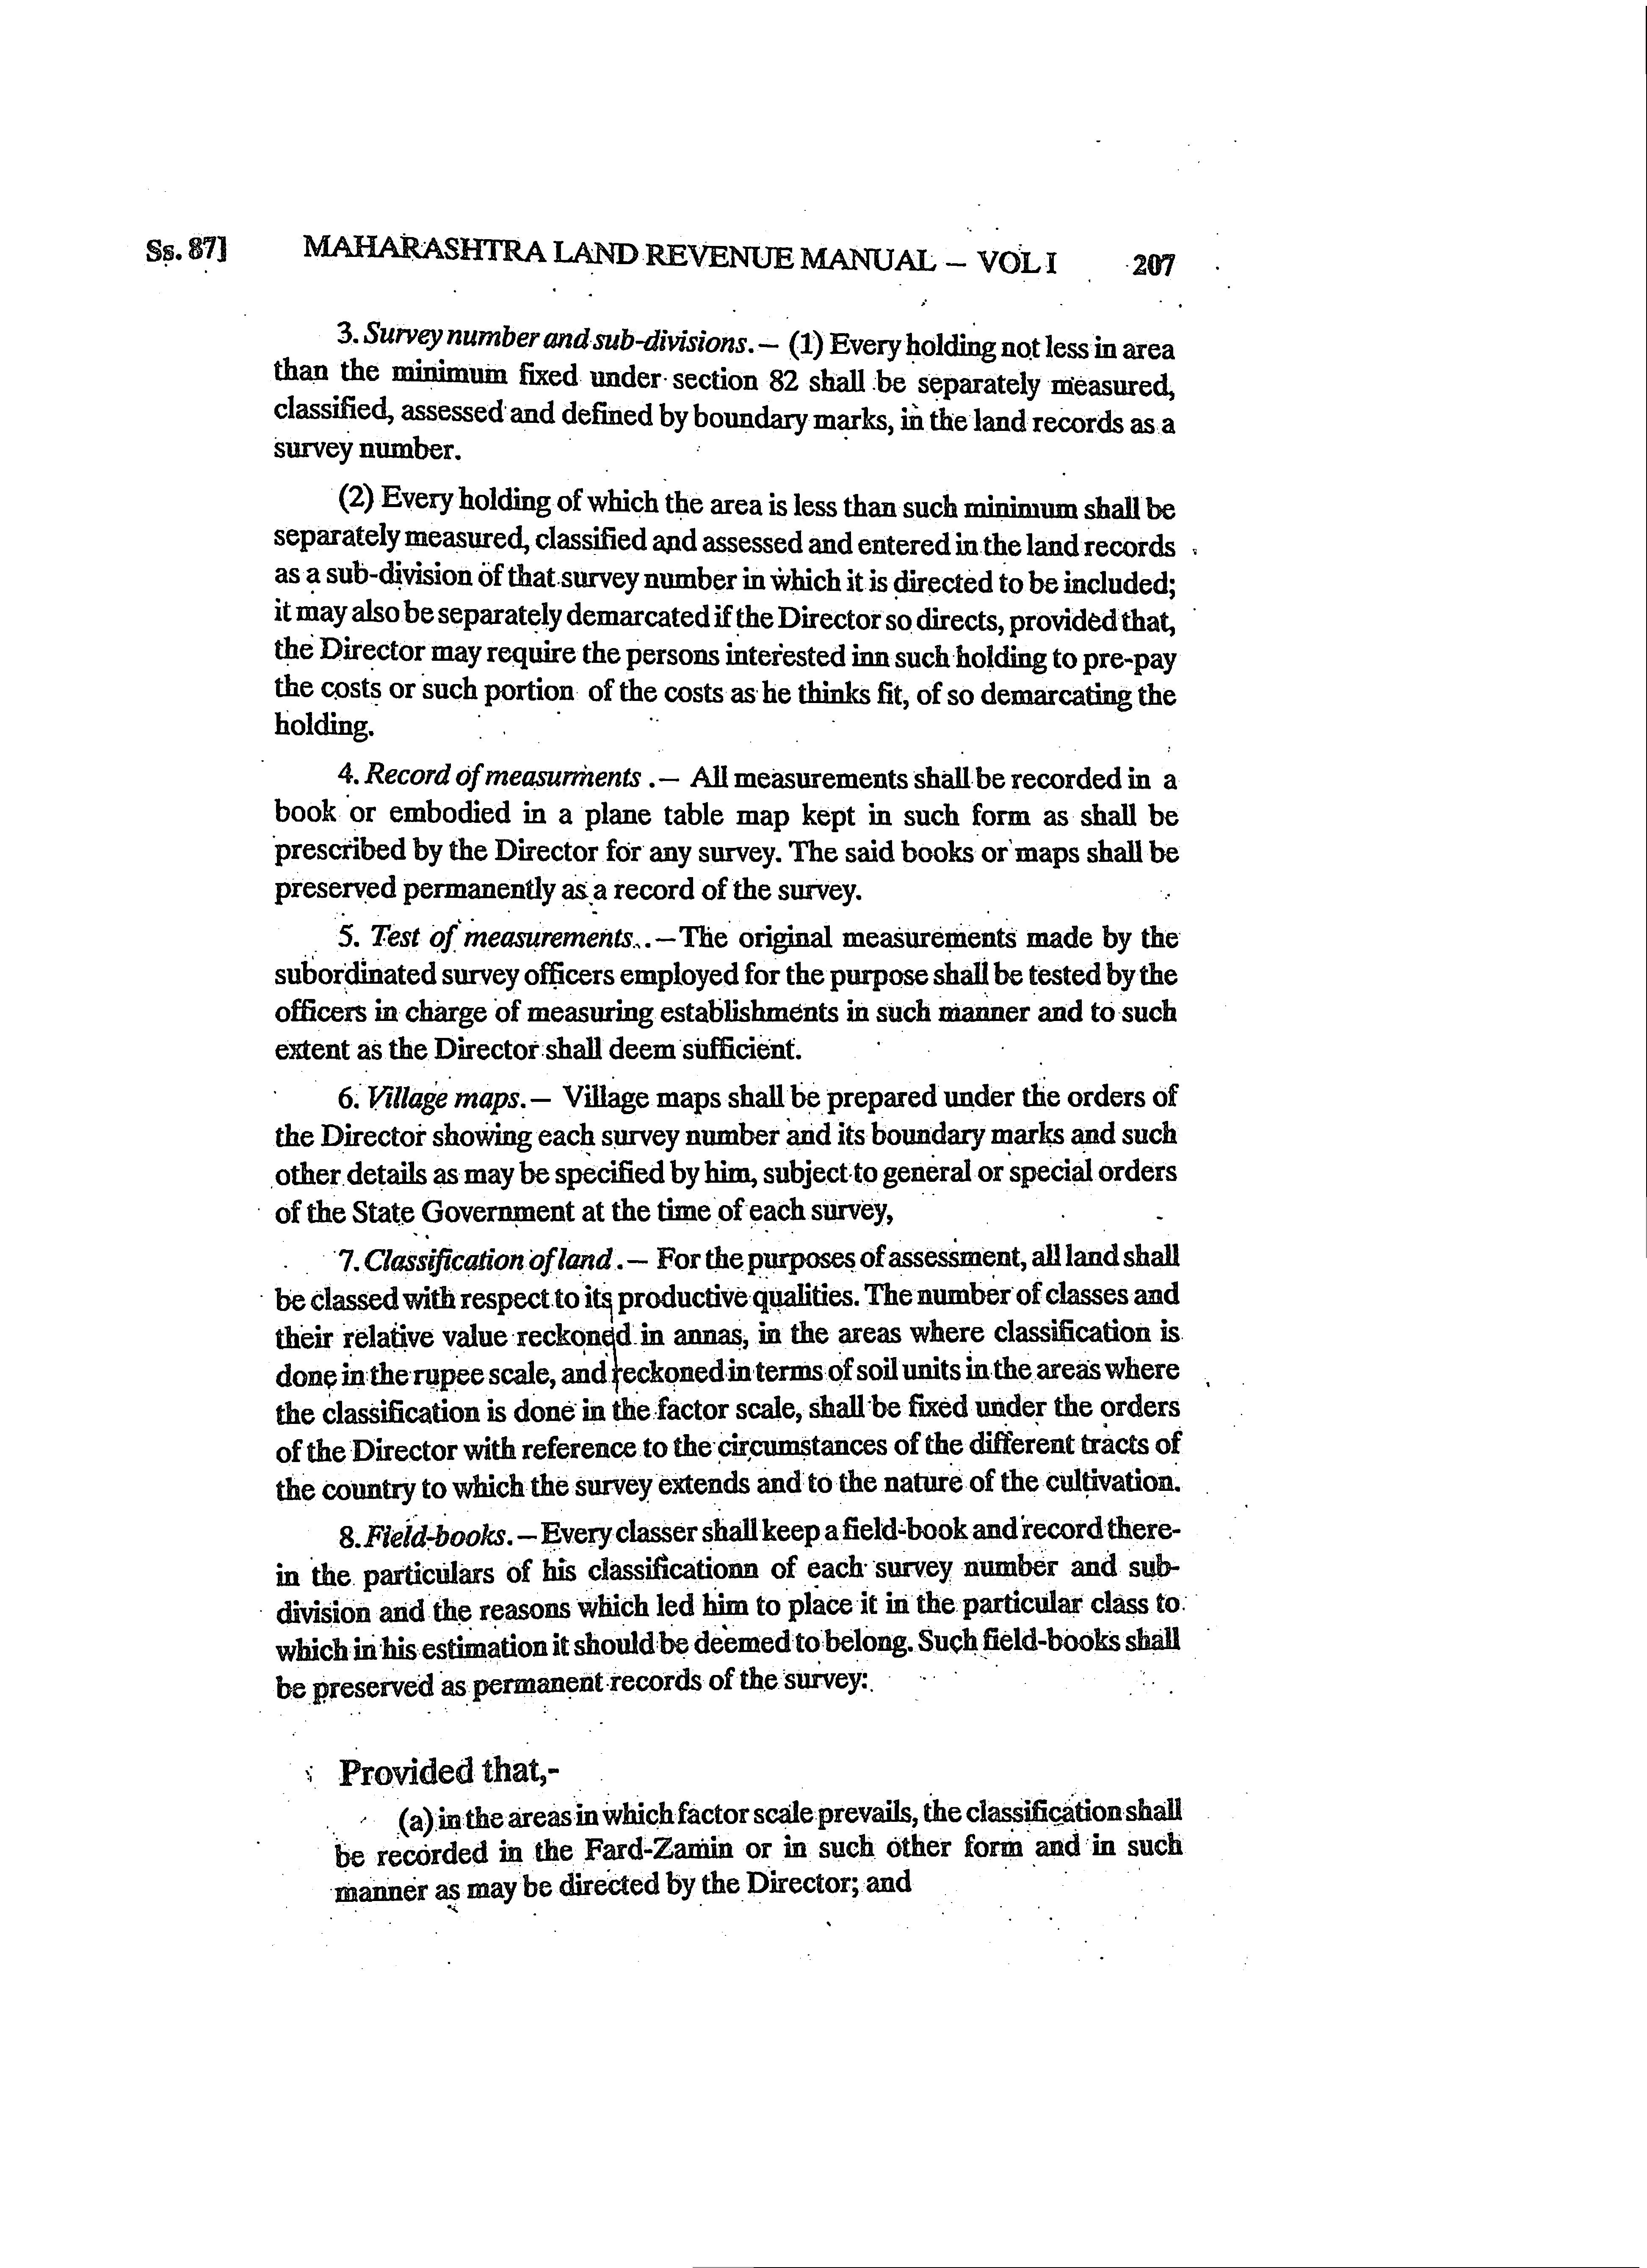 Ss. 87] MAHARASHTRA LAND REVENUE MANUAL – VOL I 207
3. Survey number and sub-divisions. – (1) Every holding not less in area
than the minimum fixed under section 82 shall be separately measured,
classified, assessed and defined by boundary marks, in the land records as a
survey number.
(2) Every holding of which the area is less than such minimum shall be
separately measured, classified and assessed and entered in the land records
as a sub-division of that survey number in which it is directed to be included;
it may also be separately demarcated if the Director so directs, provided that,
the Director may require the persons interested inn such holding to pre-pay
the costs or such portion of the costs as he thinks fit, of so demarcating the
holding.
4. Record of measurments .– All measurements shall be recorded in a
book or embodied in a plane table map kept in such form as shall be
prescribed by the Director for any survey. The said books or maps shall be
preserved permanently as a record of the survey.
5. Test of measurements..–The original measurements made by the
subordinated survey officers employed for the purpose shall be tested by the
officers in charge of measuring establishments in such manner and to such
extent as the Director shall deem sufficient.
6. Village maps.– Village maps shall be prepared under the orders of
the Director showing each survey number and its boundary marks and such
other details as may be specified by him, subject to general or special orders
of the State Government at the time of each survey,
7. Classification of land .– For the purposes of assessment, all land shall
be classed with respect to its productive qualities. The number of classes and
their relative value reckoned in annas, in the areas where classification is
done in the rupee scale, and reckoned in terms of soil units in the areas where
the classification is done in the factor scale, shall be fixed under the orders
of the Director with reference to the circumstances of the different tracts of
the country to which the survey extends and to the nature of the cultivation.
8. Field-books. – Every classer shall keep a field-book and record there-
in the particulars of his classificationn of each survey number and sub-
division and the reasons which led him to place it in the particular class to
which in his estimation it should be deemed to belong. Such field-books shall
be preserved as permanent records of the survey:
Provided that,-
(a) in the areas in which factor scale prevails, the classification shall
be recorded in the Fard-Zamin or in such other form and in such
manner as may be directed by the Director; and